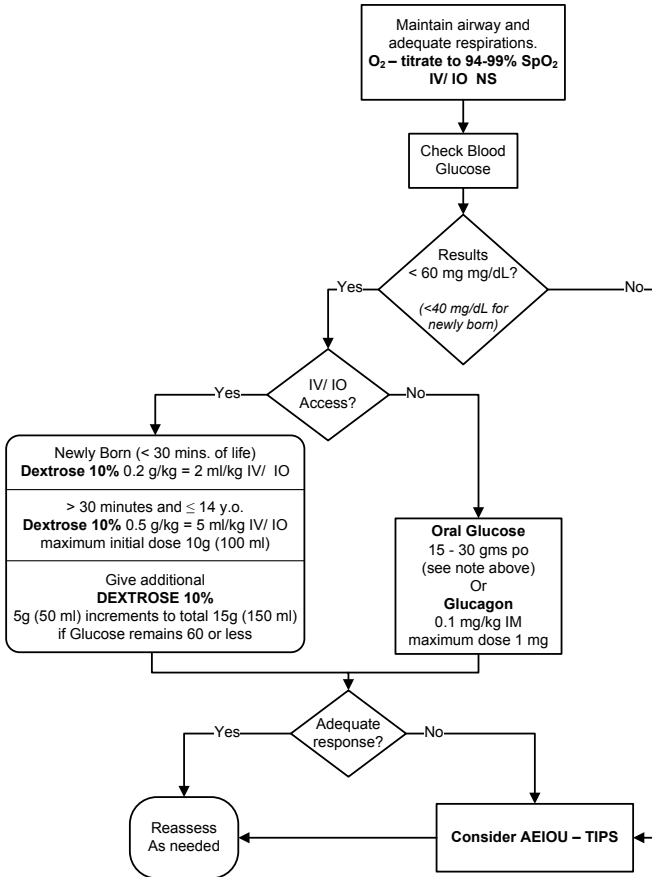 Maintain airway and
adequate respirations.
O₂ – titrate to 94-99% SpO₂
IV/ IO  NS
Check Blood
Glucose
Results
< 60 mg mg/dL?
(<40 mg/dL for
newly born)
Yes
No
IV/ IO
Access?
Yes
No
Newly Born (< 30 mins. of life)
Dextrose 10% 0.2 g/kg = 2 ml/kg IV/  IO
> 30 minutes and ≤ 14 y.o.
Dextrose 10% 0.5 g/kg = 5 ml/kg IV/ IO
maximum initial dose 10g (100 ml)
Give additional
DEXTROSE 10%
5g (50 ml) increments to total 15g (150 ml)
if Glucose remains 60 or less
Oral Glucose
15 - 30 gms po
(see note above)
Or
Glucagon
0.1 mg/kg IM
maximum dose 1 mg
Adequate
response?
Yes
No
Reassess
As needed
Consider AEIOU – TIPS